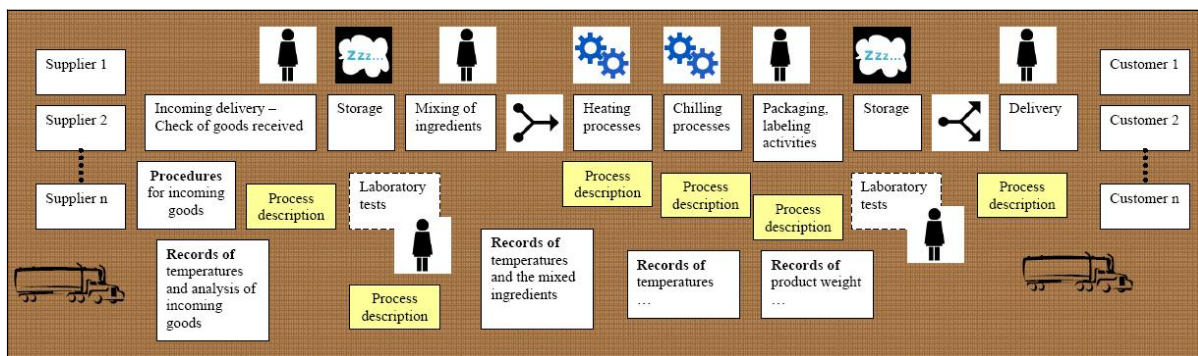 Supplier 1
Supplier 2
Supplier n
Incoming delivery –
Check of goods received
Zzz...
Storage
Mixing of
ingredients
Heating
processes
Chilling
processes
Packaging,
labeling
activities
Zzz...
Storage
Delivery
Customer 1
Customer 2
Customer n
Procedures
for incoming
goods
Process
description
Laboratory
tests
Process
description
Process
description
Process
description
Laboratory
tests
Process
description
Records of
temperatures
and analysis of
incoming
goods
Process
description
Records of
temperatures
and the mixed
ingredients
Records of
temperatures
…
Records of
product weight
…